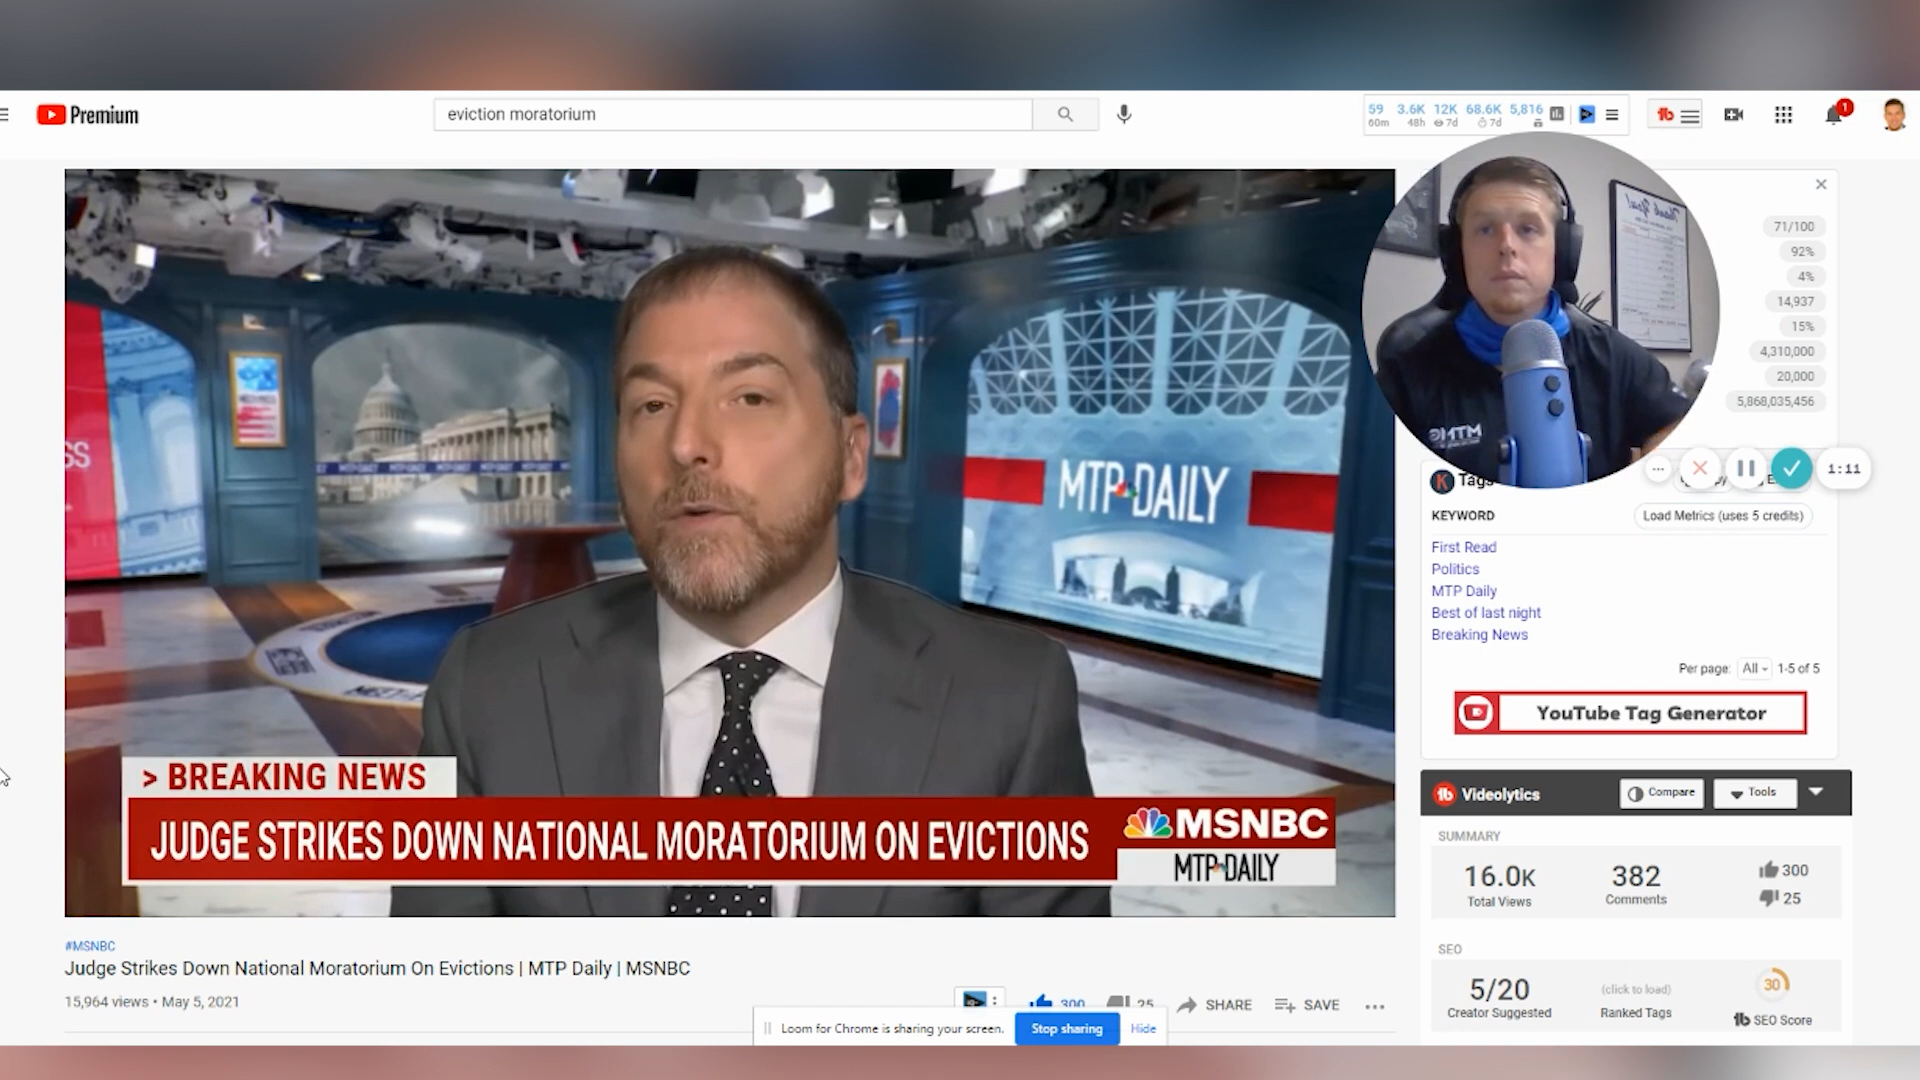 Premium
eviction moratorium
59 3.6K 12K 68.6K 5,816
60m 48h 7d 7d
1
Thank You!
71/100
92%
4%
14,937
15%
4,310,000
20,000
5,868,035,456
SS
MTP DAILY
MTM
1:11
Tags
KEYWORD
Load Metrics (uses 5 credits)
First Read
Politics
MTP Daily
Best of last night
Breaking News
Per page: All 1-5 of 5
YouTube Tag Generator
> BREAKING NEWS
JUDGE STRIKES DOWN NATIONAL MORATORIUM ON EVICTIONS
MSNBC
MTP DAILY
Videolytics
Compare
Tools
SUMMARY
16.0K
Total Views
382
Comments
300
25
SEO
5/20
Creator Suggested
(click to load)
Ranked Tags
30
SEO Score
#MSNBC
Judge Strikes Down National Moratorium On Evictions | MTP Daily | MSNBC
15,964 views • May 5, 2021
300 25 SHARE SAVE
Loom for Chrome is sharing your screen. Stop sharing Hide